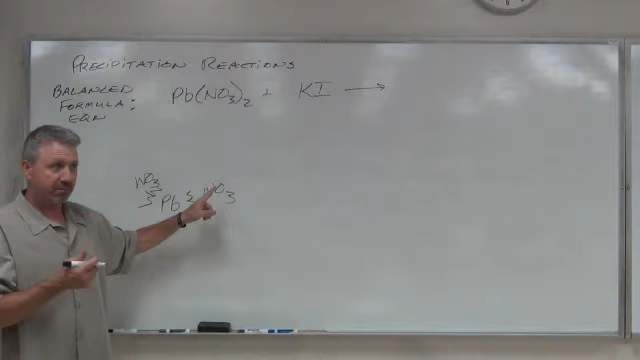 PRECIPITATION REACTIONS
BALANCED
FORMULA:
EQN
Pb(NO3)2 + KI →
NO3
Pb NO3